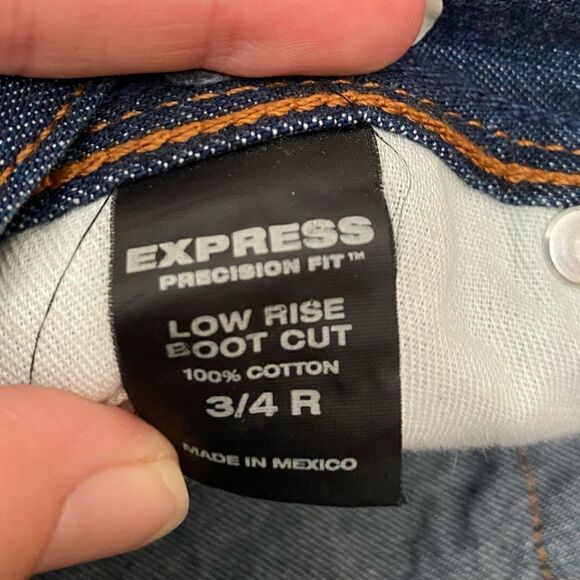 EXPRESS
PRECISION FIT™
LOW RISE
BOOT CUT
100% COTTON
3/4 R
MADE IN MEXICO